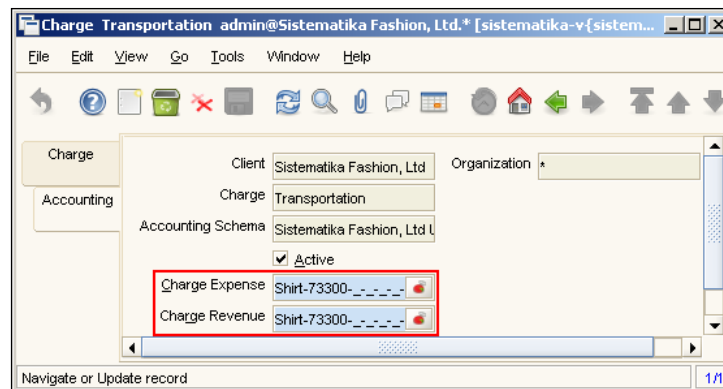 Charge Transportation admin@Sistematika Fashion, Ltd.* [sistematika-v{sistem...
File Edit View Go Tools Window Help
Charge
Accounting
Client Sistematika Fashion, Ltd Organization *
Charge Transportation
Accounting Schema Sistematika Fashion, Ltd U
Active
Charge Expense Shirt-73300-_-_-_-_-
Charge Revenue Shirt-73300-_-_-_-_-
Navigate or Update record 1/1